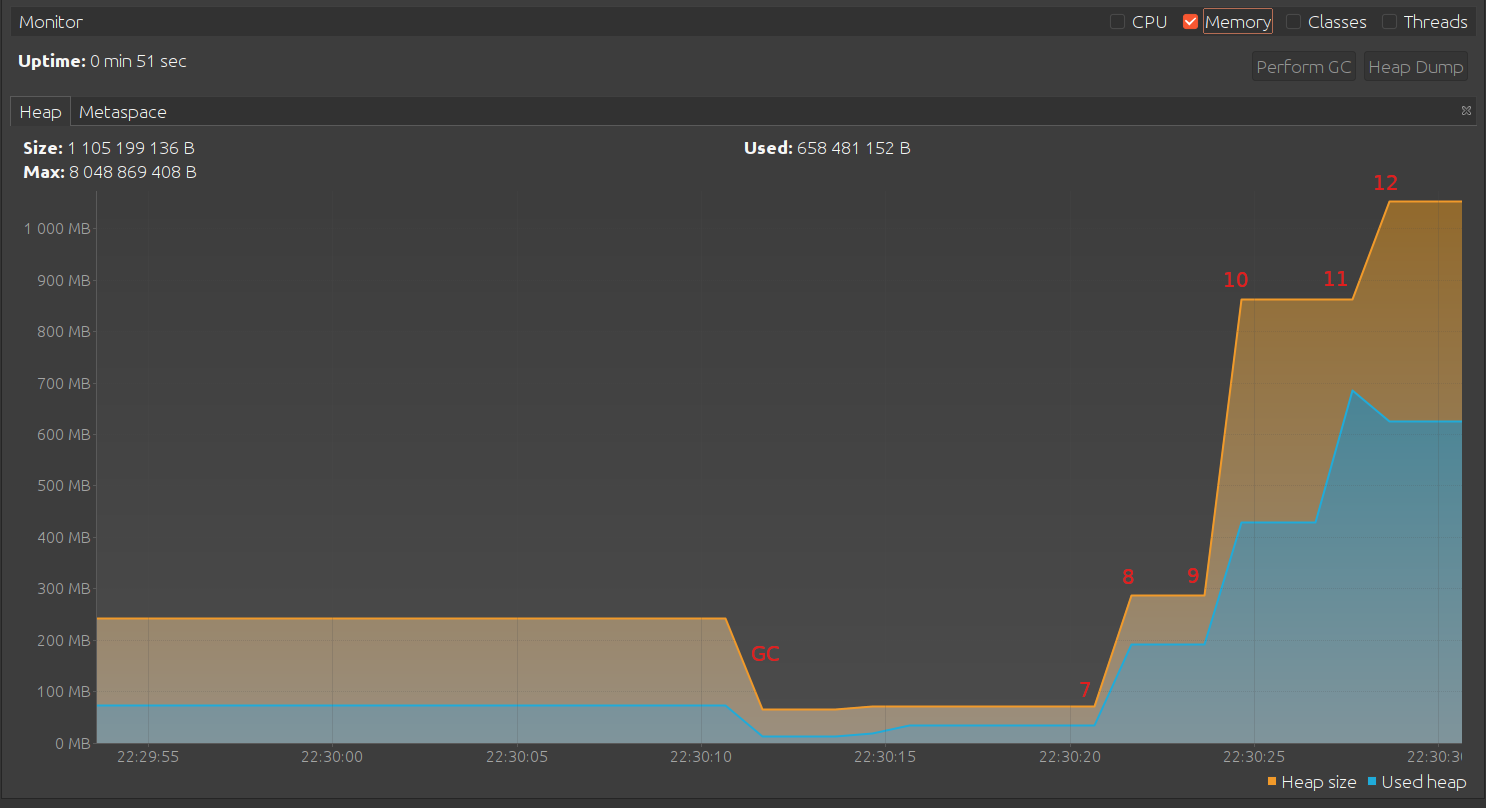 Monitor
CPU Memory Classes Threads
Uptime: 0 min 51 sec
Perform GC Heap Dump
Heap Metaspace
Size: 1 105 199 136 B
Used: 658 481 152 B
Max: 8 048 869 408 B
12
1 000 MB
10
11
900 MB
800 MB
700 MB
600 MB
500 MB
400 MB
300 MB
8
9
200 MB
GC
100 MB
7
0 MB
22:29:55 22:30:00 22:30:05 22:30:10 22:30:15 22:30:20 22:30:25 22:30:3
Heap size Used heap